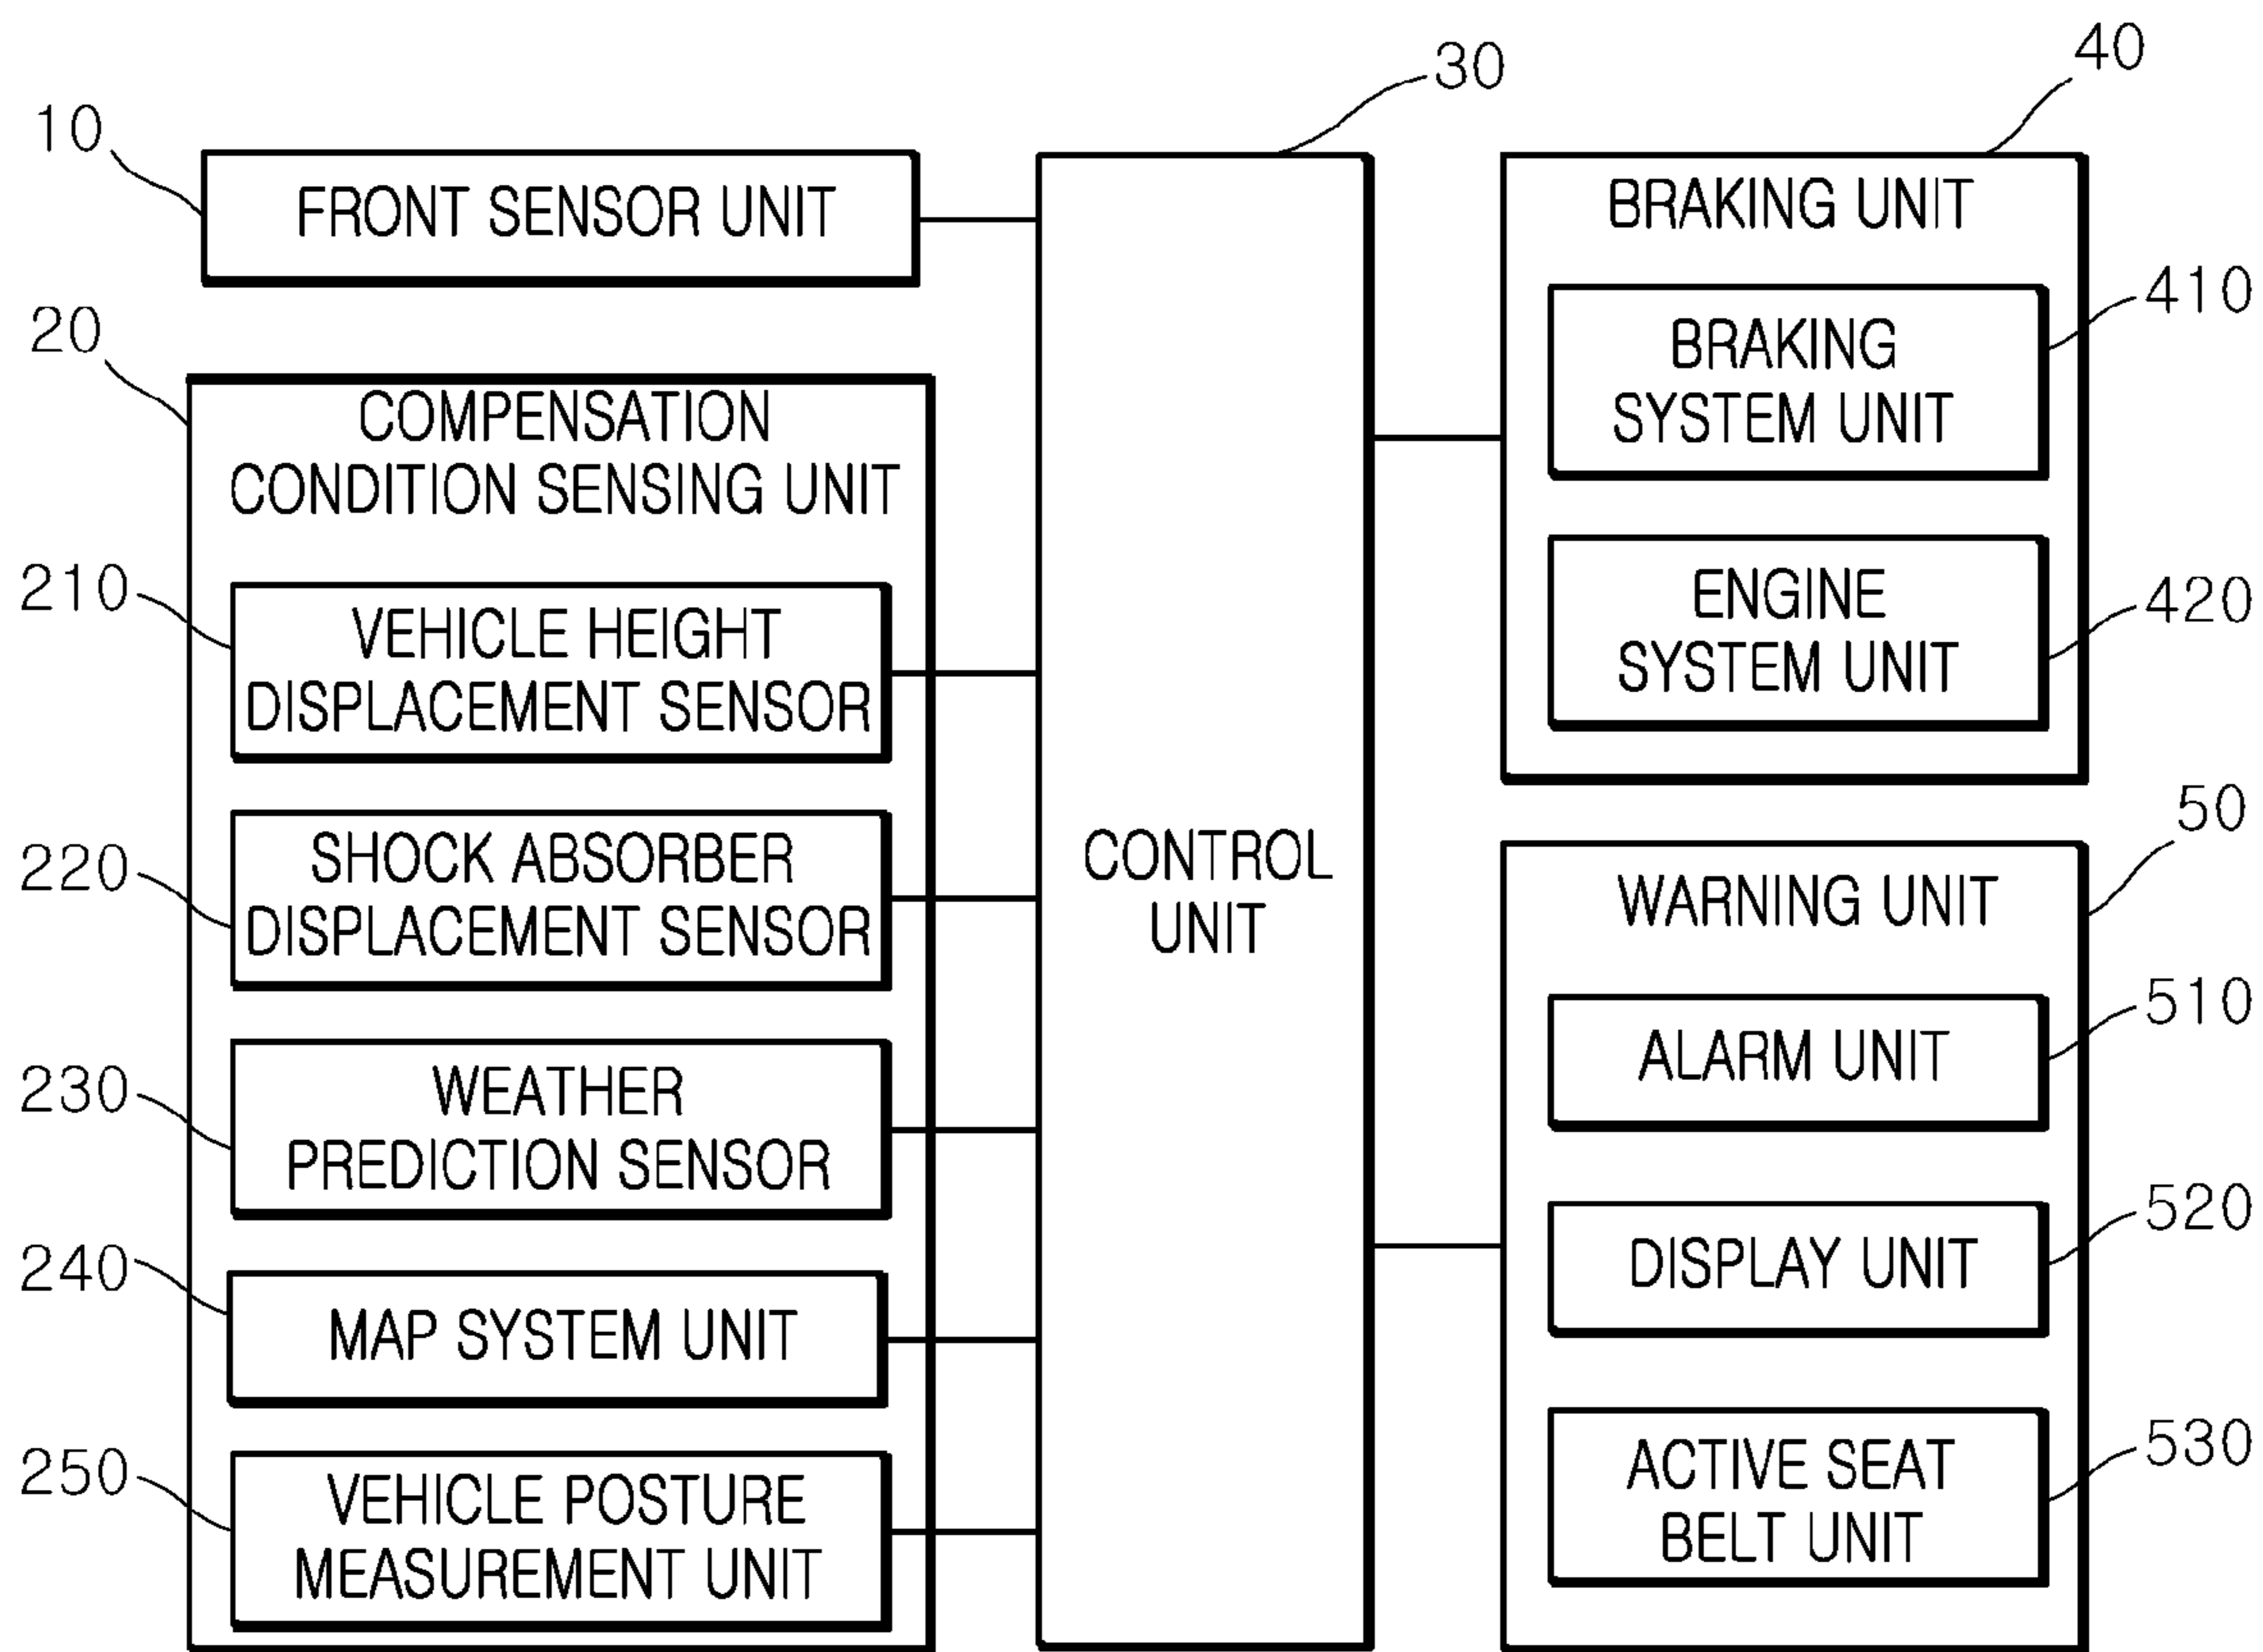 10
FRONT SENSOR UNIT
20
COMPENSATION
CONDITION SENSING UNIT
210
VEHICLE HEIGHT
DISPLACEMENT SENSOR
220
SHOCK ABSORBER
DISPLACEMENT SENSOR
230
WEATHER
PREDICTION SENSOR
240
MAP SYSTEM UNIT
250
VEHICLE POSTURE
MEASUREMENT UNIT
30
CONTROL
UNIT
40
BRAKING UNIT
410
BRAKING
SYSTEM UNIT
420
ENGINE
SYSTEM UNIT
50
WARNING UNIT
510
ALARM UNIT
520
DISPLAY UNIT
530
ACTIVE SEAT
BELT UNIT